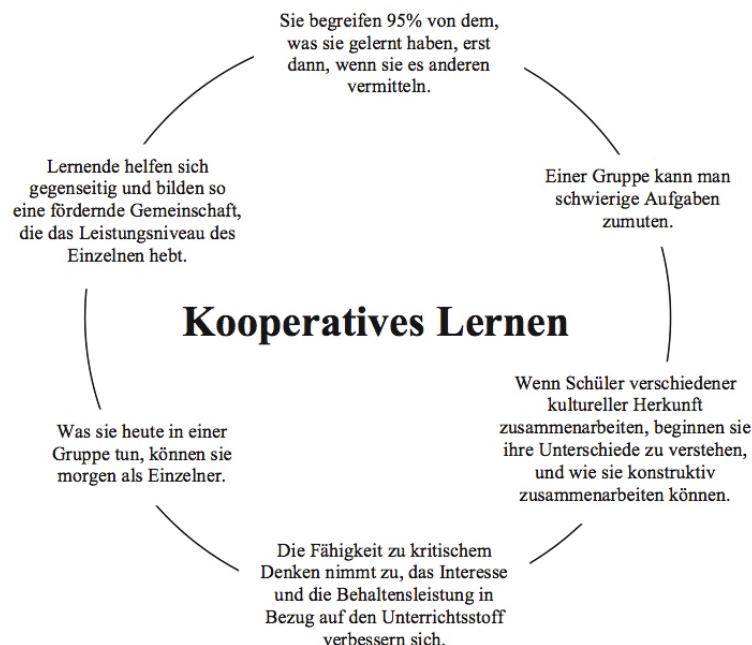 Sie begreifen 95% von dem,
was sie gelernt haben, erst
dann, wenn sie es anderen
vermitteln.
Einer Gruppe kann man
schwierige Aufgaben
zumuten.
Wenn Schüler verschiedener
kultureller Herkunft
zusammenarbeiten, beginnen sie
ihre Unterschiede zu verstehen,
und wie sie konstruktiv
zusammenarbeiten können.
Die Fähigkeit zu kritischem
Denken nimmt zu, das Interesse
und die Behaltensleistung in
Bezug auf den Unterrichtsstoff
verbessern sich.
Was sie heute in einer
Gruppe tun, können sie
morgen als Einzelner.
Lernende helfen sich
gegenseitig und bilden so
eine fördernde Gemeinschaft,
die das Leistungsniveau des
Einzelnen hebt.
Kooperatives Lernen